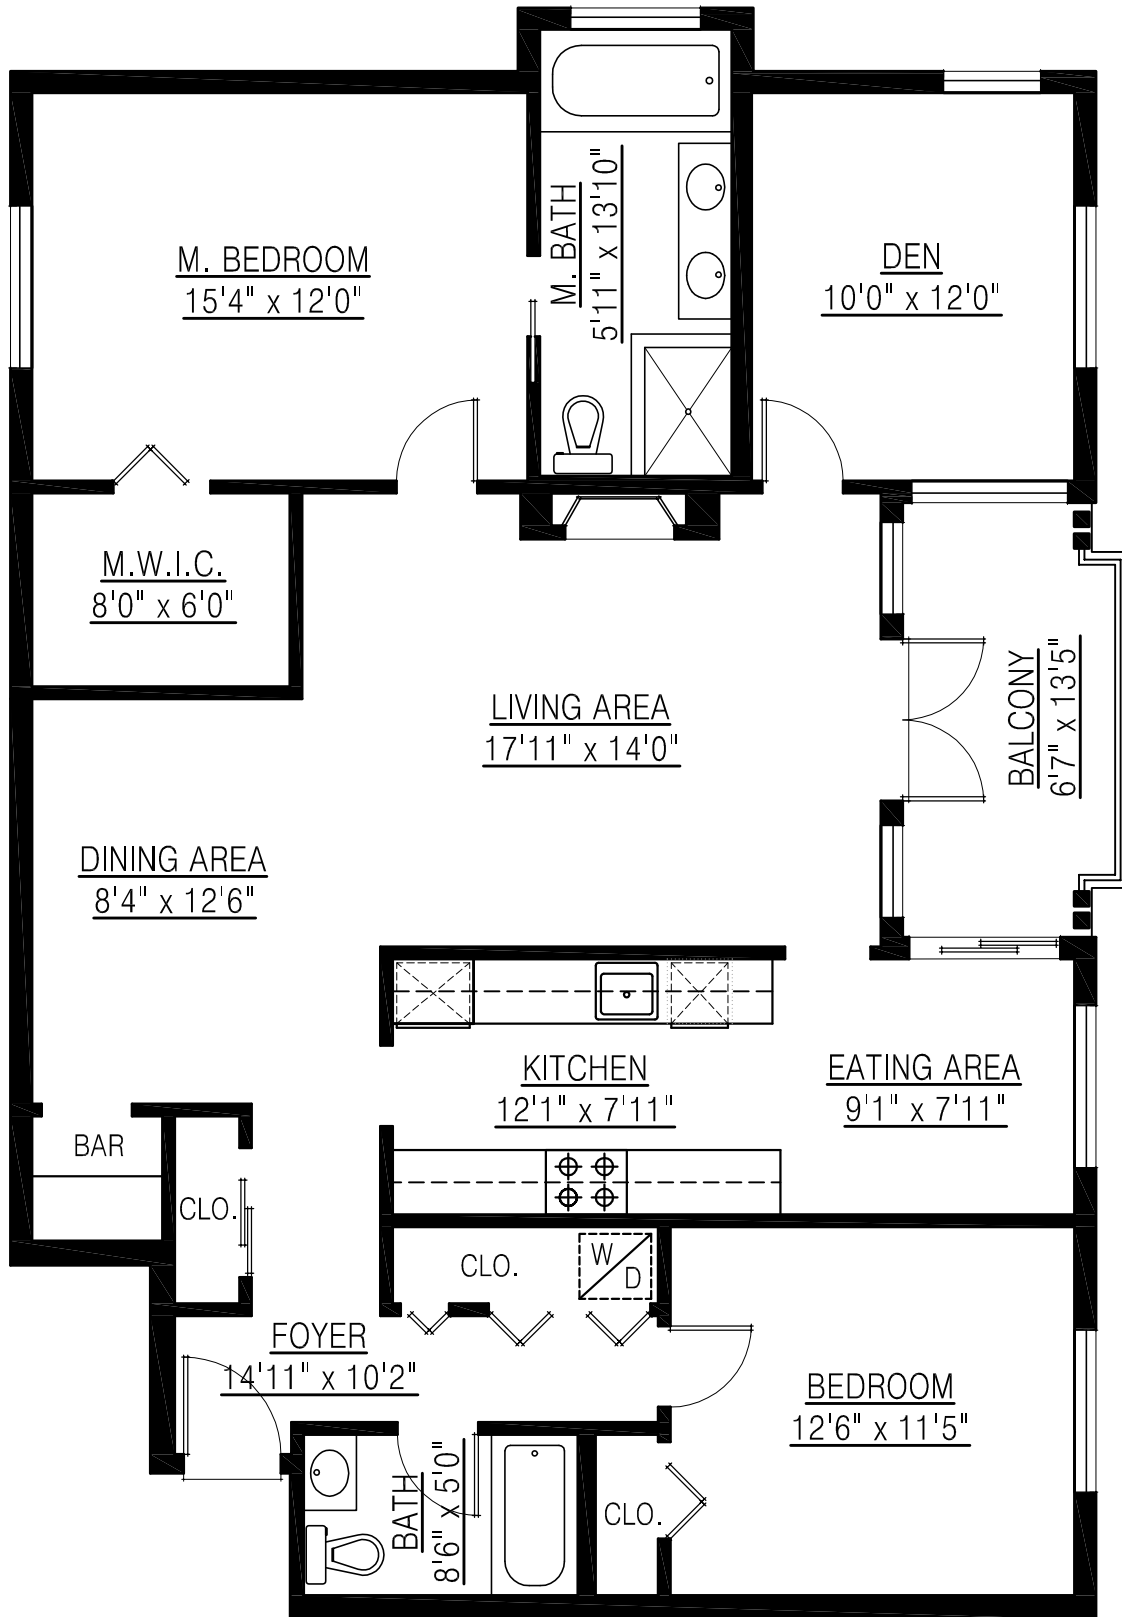 M. BEDROOM
15'4" x 12'0"
M. BATH
5'11" x 13'10"
DEN
10'0" x 12'0"
M.W.I.C.
8'0" x 6'0"
LIVING AREA
17'11" x 14'0"
BALCONY
6'7" x 13'5"
DINING AREA
8'4" x 12'6"
KITCHEN
12'1" x 7'11"
EATING AREA
9'1" x 7'11"
BAR
CLO.
CLO.
W
D
FOYER
14'11" x 10'2"
BEDROOM
12'6" x 11'5"
BATH
8'6" x 5'0"
CLO.